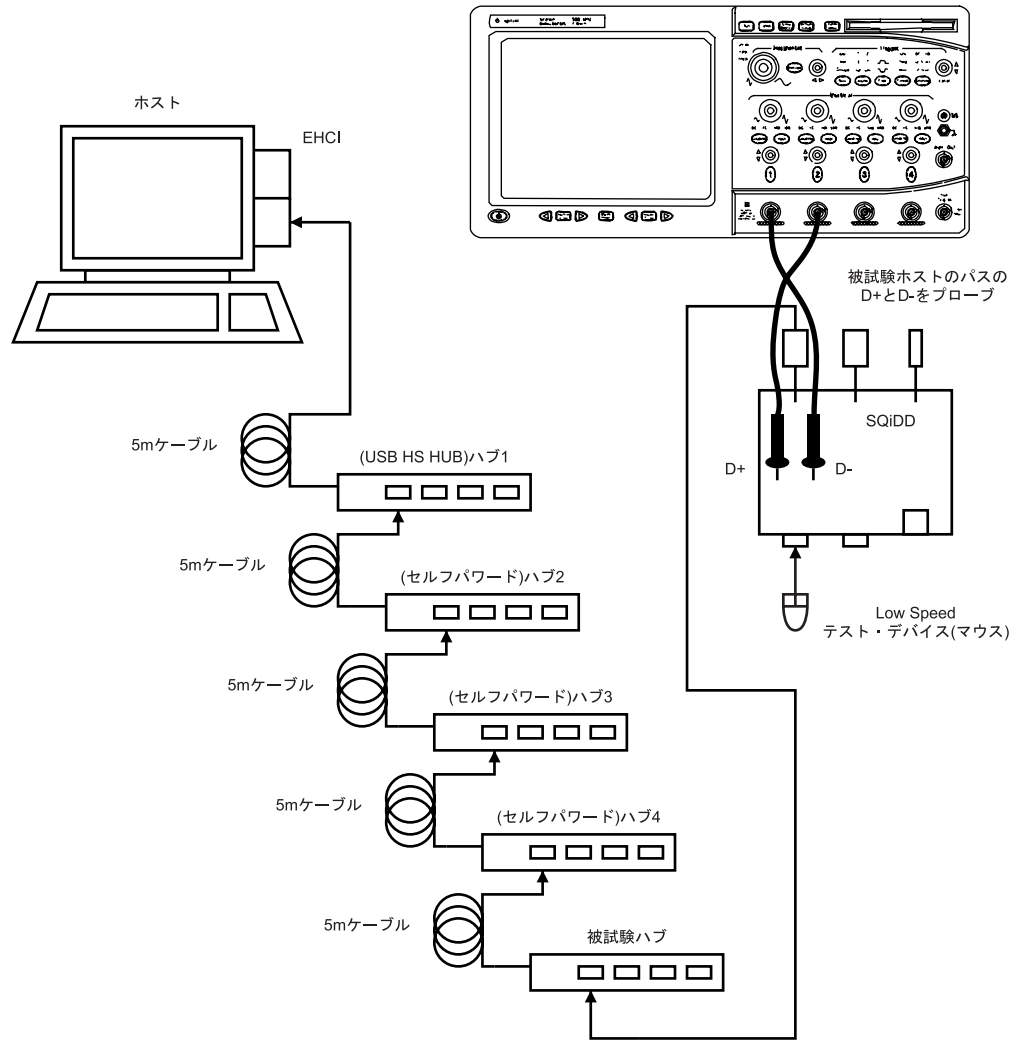 ホスト
EHCI
Agilent
1
2
3
4
被試験ホストのパスの
D+とD-をプローブ
SQiDD
D+
D-
Low Speed
テスト・デバイス(マウス)
5mケーブル
(USB HS HUB)ハブ1
5mケーブル
(セルフパワード)ハブ2
5mケーブル
(セルフパワード)ハブ3
5mケーブル
(セルフパワード)ハブ4
5mケーブル
被試験ハブ